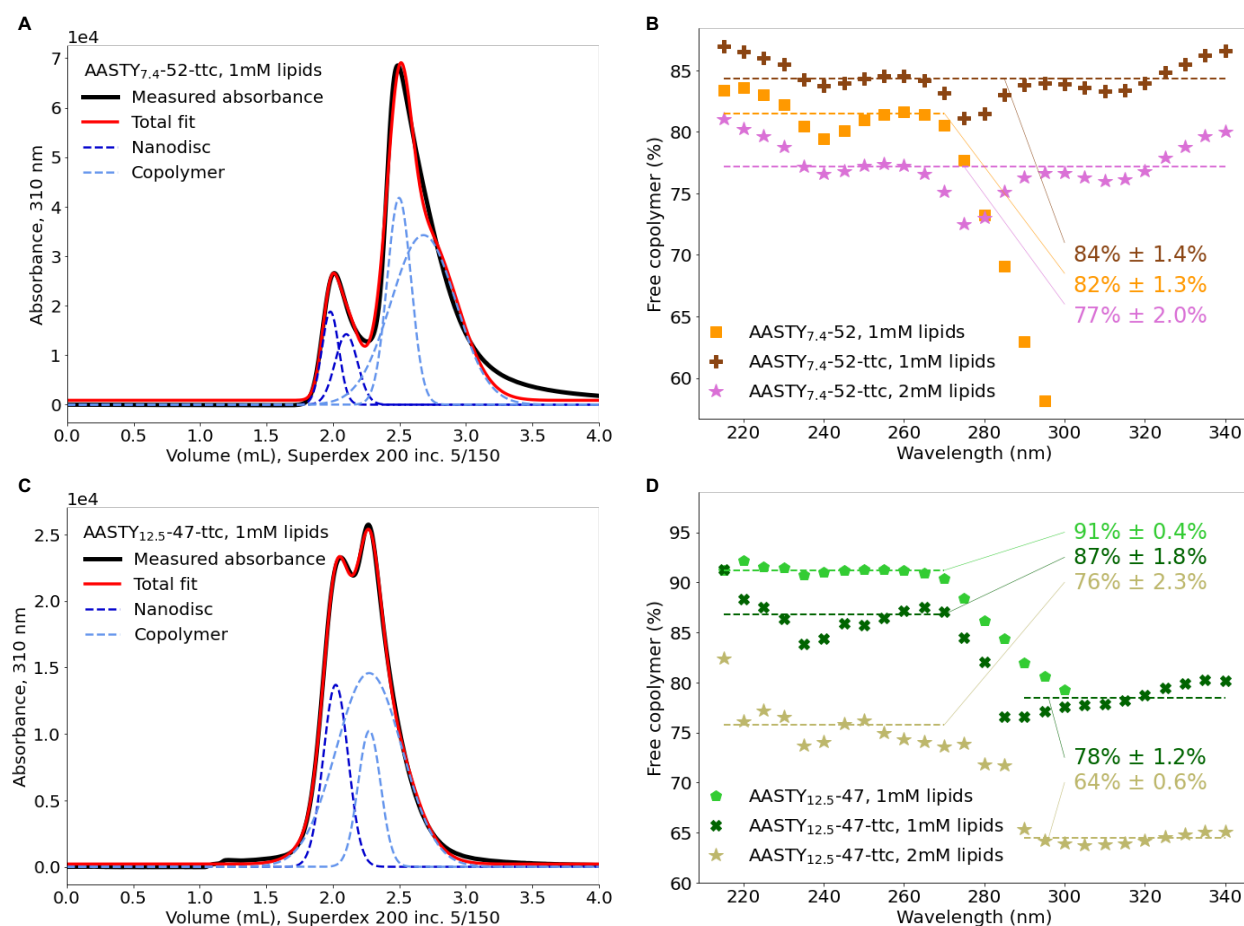 A
1e4
AASTY7.4-52-ttc, 1mM lipids
Measured absorbance
Total fit
Nanodisc
Copolymer
Absorbance, 310 nm
7
6
5
4
3
2
1
0
0.0 0.5 1.0 1.5 2.0 2.5 3.0 3.5 4.0
Volume (mL), Superdex 200 inc. 5/150
B
Free copolymer (%)
85
80
75
70
65
60
84% ± 1.4%
82% ± 1.3%
77% ± 2.0%
AASTY7.4-52, 1mM lipids
AASTY7.4-52-ttc, 1mM lipids
AASTY7.4-52-ttc, 2mM lipids
220 240 260 280 300 320 340
Wavelength (nm)
C
1e4
AASTY12.5-47-ttc, 1mM lipids
Measured absorbance
Total fit
Nanodisc
Copolymer
Absorbance, 310 nm
2.5
2.0
1.5
1.0
0.5
0.0
0.0 0.5 1.0 1.5 2.0 2.5 3.0 3.5 4.0
Volume (mL), Superdex 200 inc. 5/150
D
Free copolymer (%)
95
90
85
80
75
70
65
60
91% ± 0.4%
87% ± 1.8%
76% ± 2.3%
78% ± 1.2%
64% ± 0.6%
AASTY12.5-47, 1mM lipids
AASTY12.5-47-ttc, 1mM lipids
AASTY12.5-47-ttc, 2mM lipids
220 240 260 280 300 320 340
Wavelength (nm)